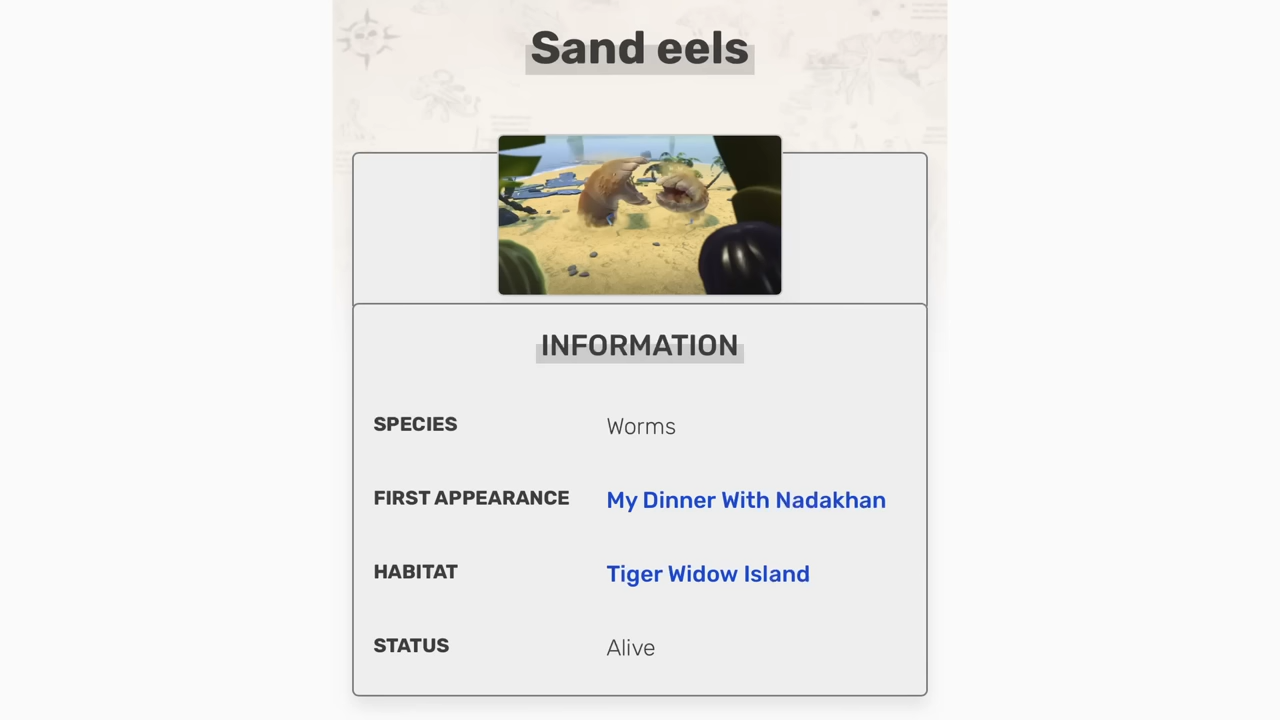 Sand eels
INFORMATION
SPECIES Worms
FIRST APPEARANCE My Dinner With Nadakhan
HABITAT Tiger Widow Island
STATUS Alive